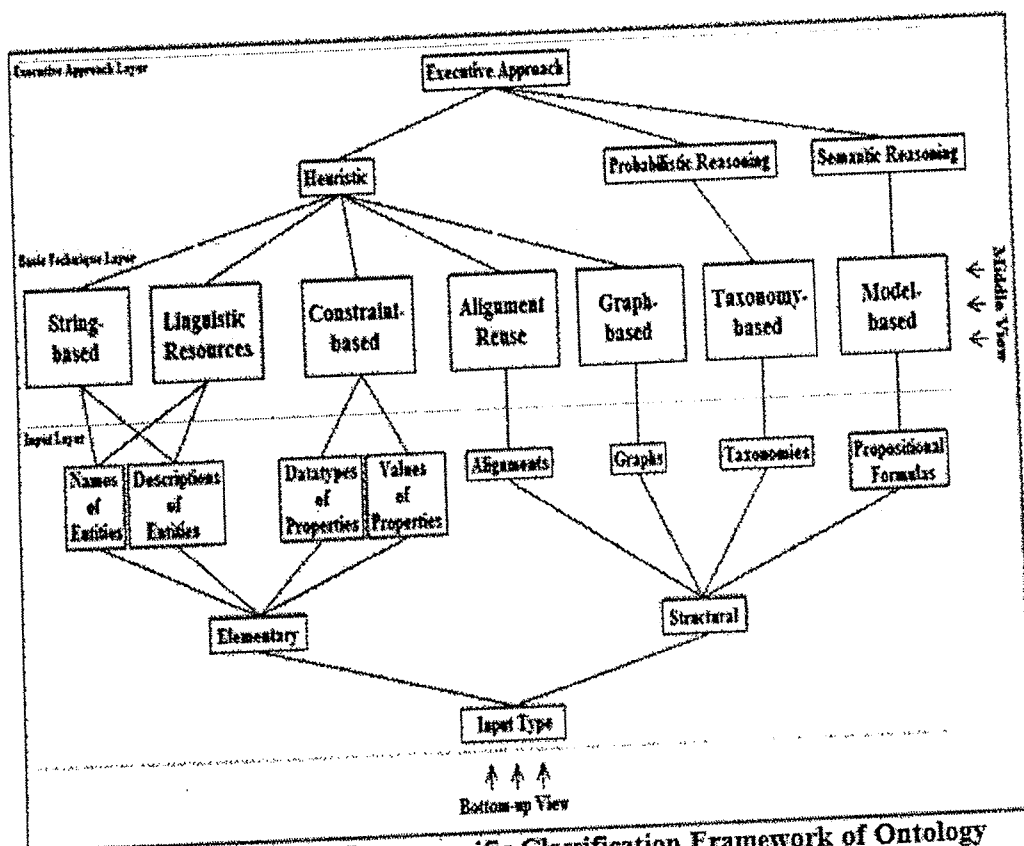 Executive Approach Layer
Executive Approach
Heuristic
Probabilistic Reasoning
Semantic Reasoning
Basic Technique Layer
String-
based
Linguistic
Resources
Constraint-
based
Alignment
Reuse
Graph-
based
Taxonomy-
based
Model-
based
Middle View
Input Layer
Names
of
Entities
Descriptions
of
Entities
Datatypes
of
Properties
Values
of
Properties
Alignments
Graphs
Taxonomies
Propositional
Formulas
Elementary
Structural
Input Type
Bottom-up View
Classification Framework of Ontology